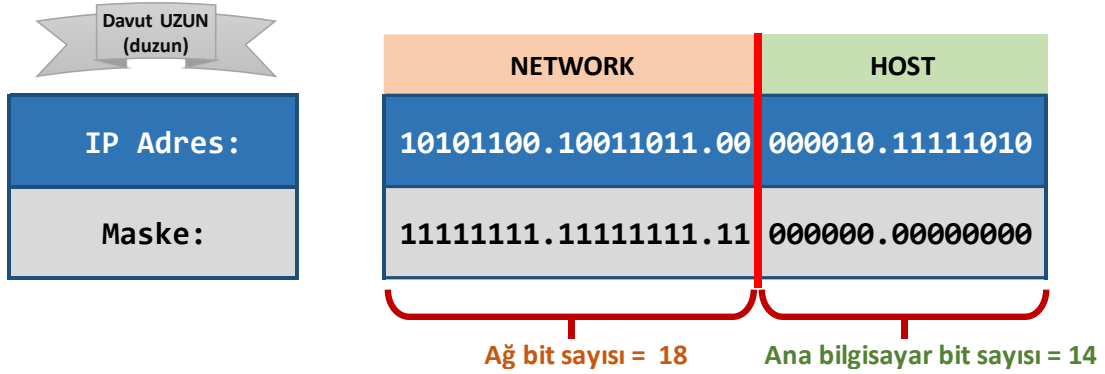 Davut UZUN
(duzun)
NETWORK HOST
IP Adres: 10101100.10011011.00 000010.11111010
Maske: 11111111.11111111.11 000000.00000000
Ağ bit sayısı = 18 Ana bilgisayar bit sayısı = 14